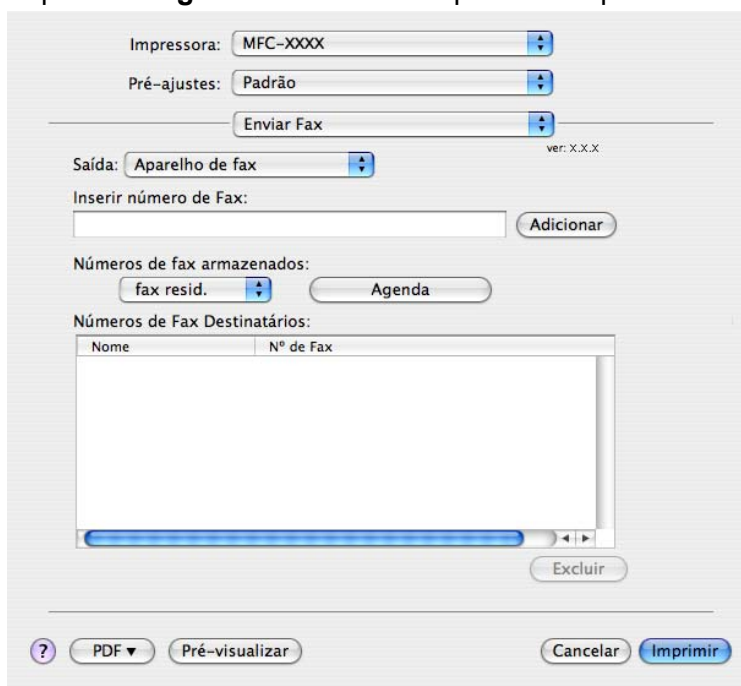 Impressora: MFC-XXXX
Pré-ajustes: Padrão
Enviar Fax
ver: X.X.X
Saída: Aparelho de fax
Inserir número de Fax:
Adicionar
Números de fax armazenados:
fax resid. Agenda
Números de Fax Destinatários:
Nome Nº de Fax
Excluir
? PDF ▼ Pré-visualizar Cancelar Imprimir